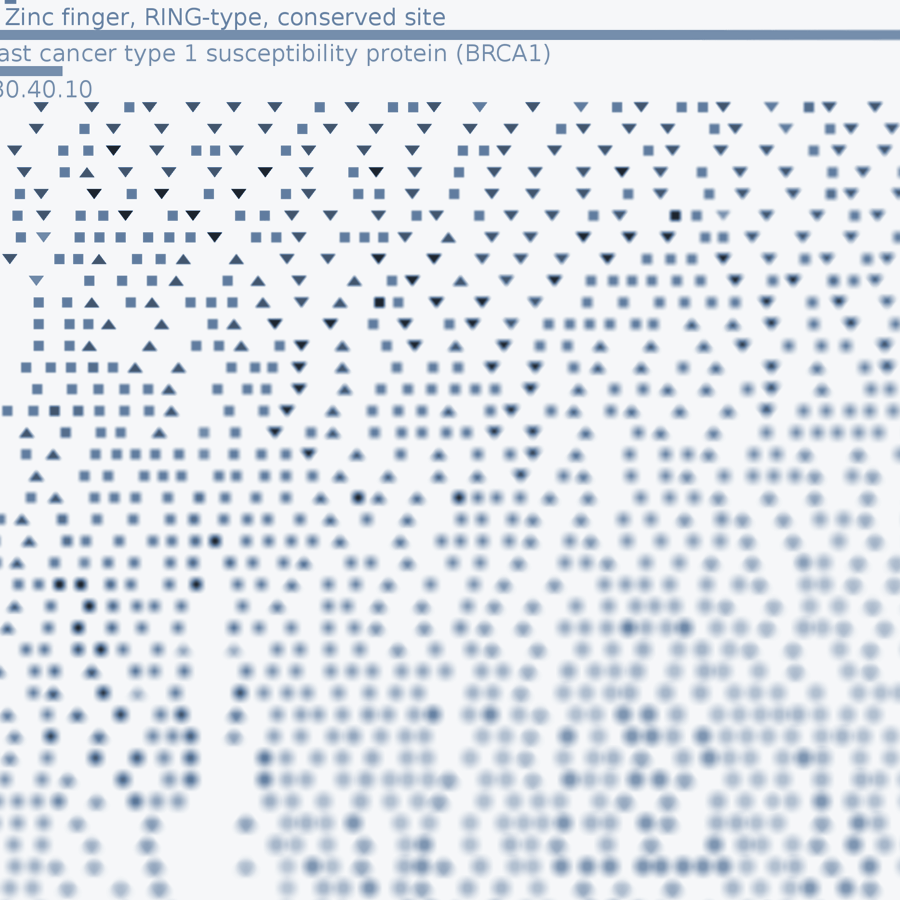 Zinc finger, RING-type, conserved site
ast cancer type 1 susceptibility protein (BRCA1)
30.40.10